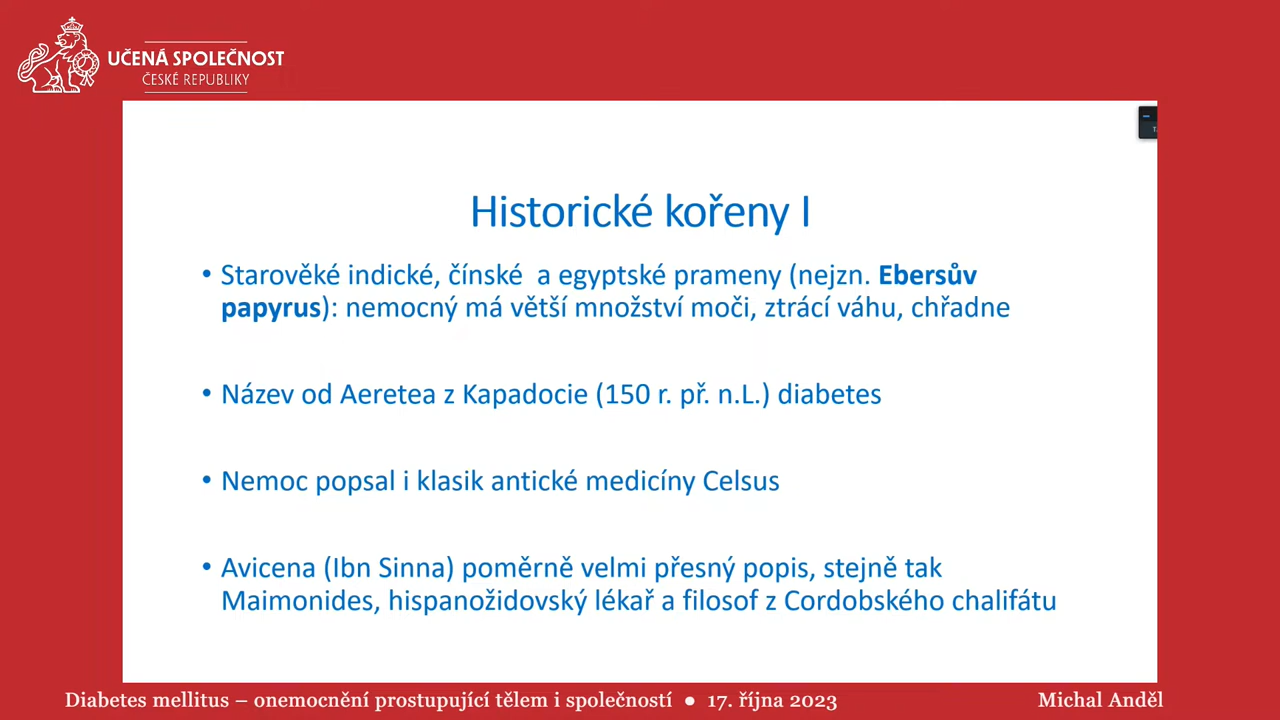 UČENÁ SPOLEČNOST
ČESKÉ REPUBLIKY
Historické kořeny I
• Starověké indické, čínské  a egyptské prameny (nejzn. Ebersův
papyrus): nemocný má větší množství moči, ztrácí váhu, chřadne
• Název od Aeretea z Kapadocie (150 r. př. n.L.) diabetes
• Nemoc popsal i klasik antické medicíny Celsus
• Avicena (Ibn Sinna) poměrně velmi přesný popis, stejně tak
Maimonides, hispanožidovský lékař a filosof z Cordobského chalifátu
Diabetes mellitus – onemocnění prostupující tělem i společností ● 17. října 2023 Michal Anděl